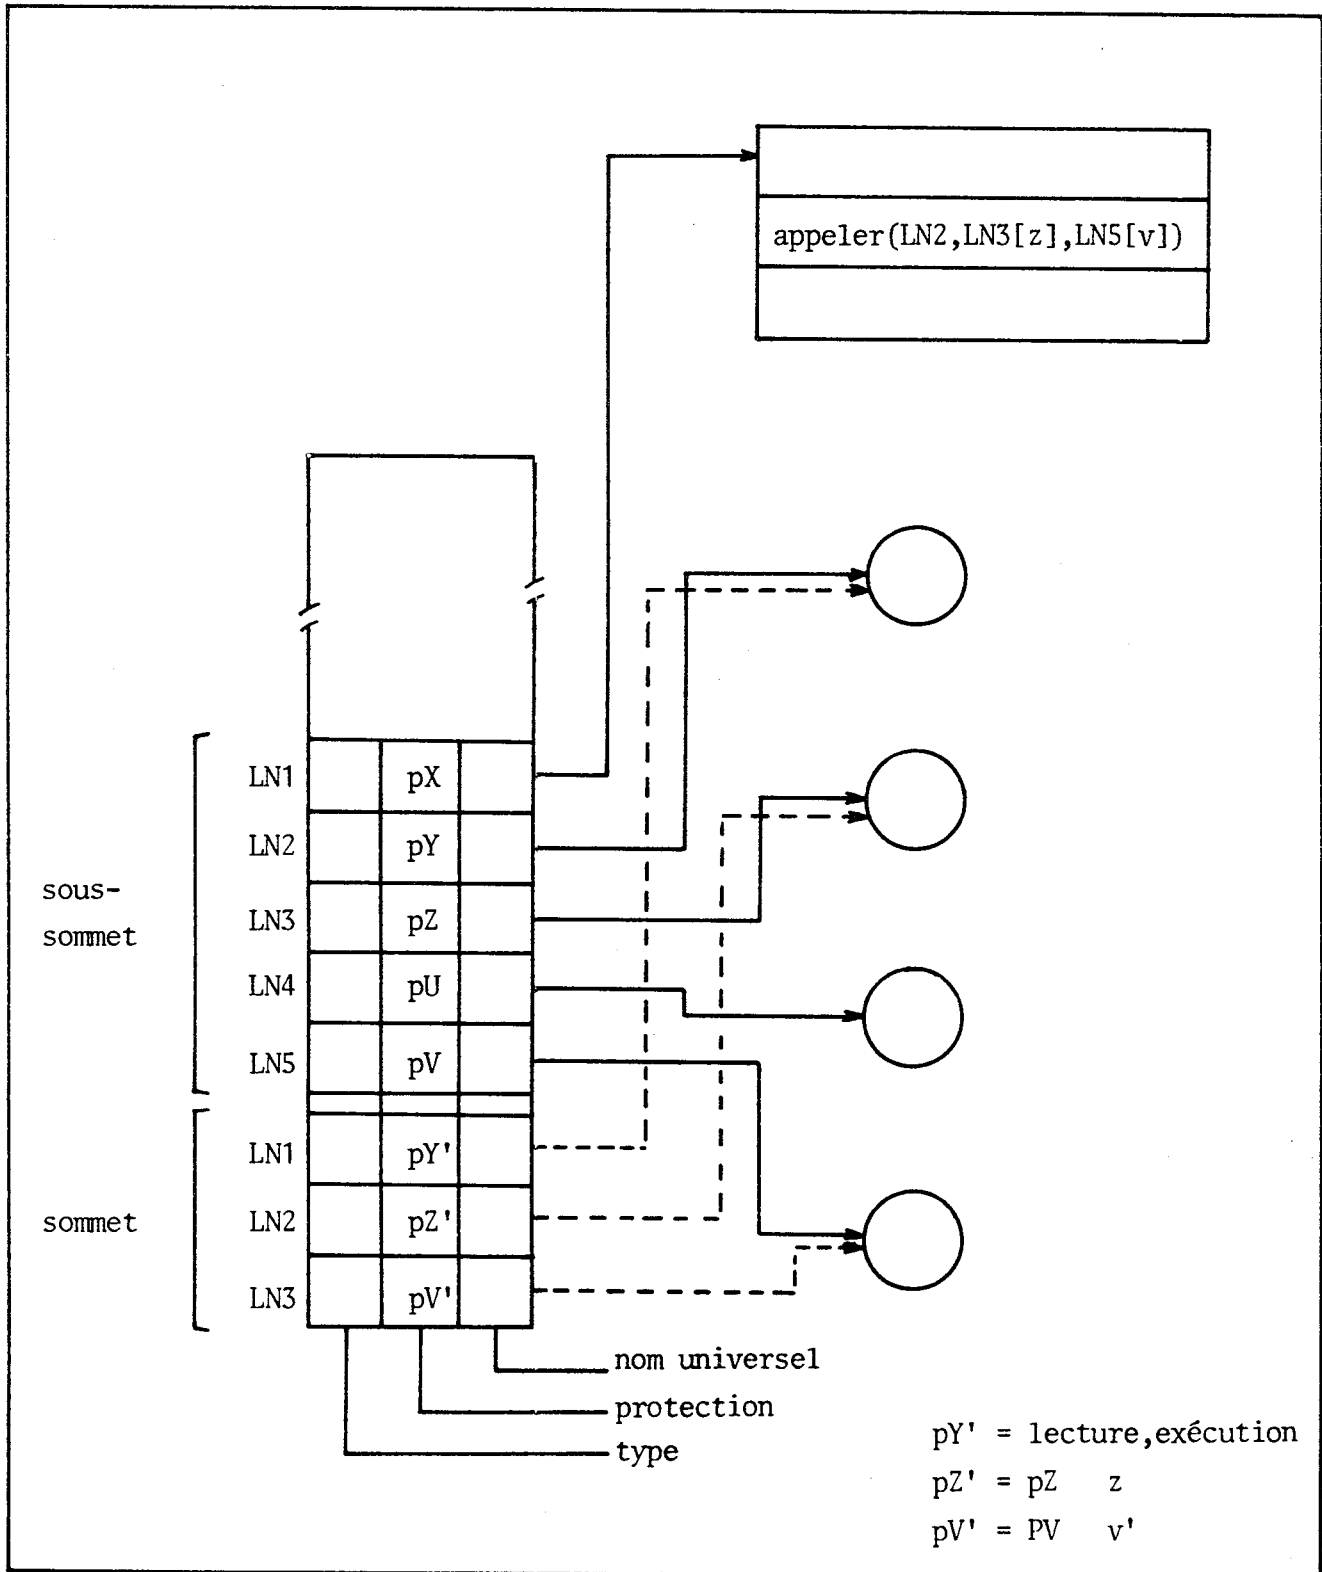 appeler(LN2,LN3[z],LN5[v])
LN1 pX
LN2 pY
sous-
LN3 pZ
sommet
LN4 pU
LN5 pV
LN1 pY'
sommet LN2 pZ'
LN3 pV'
nom universel
protection
type
pY' = lecture,exécution
pZ' = pZ z
pV' = PV v'